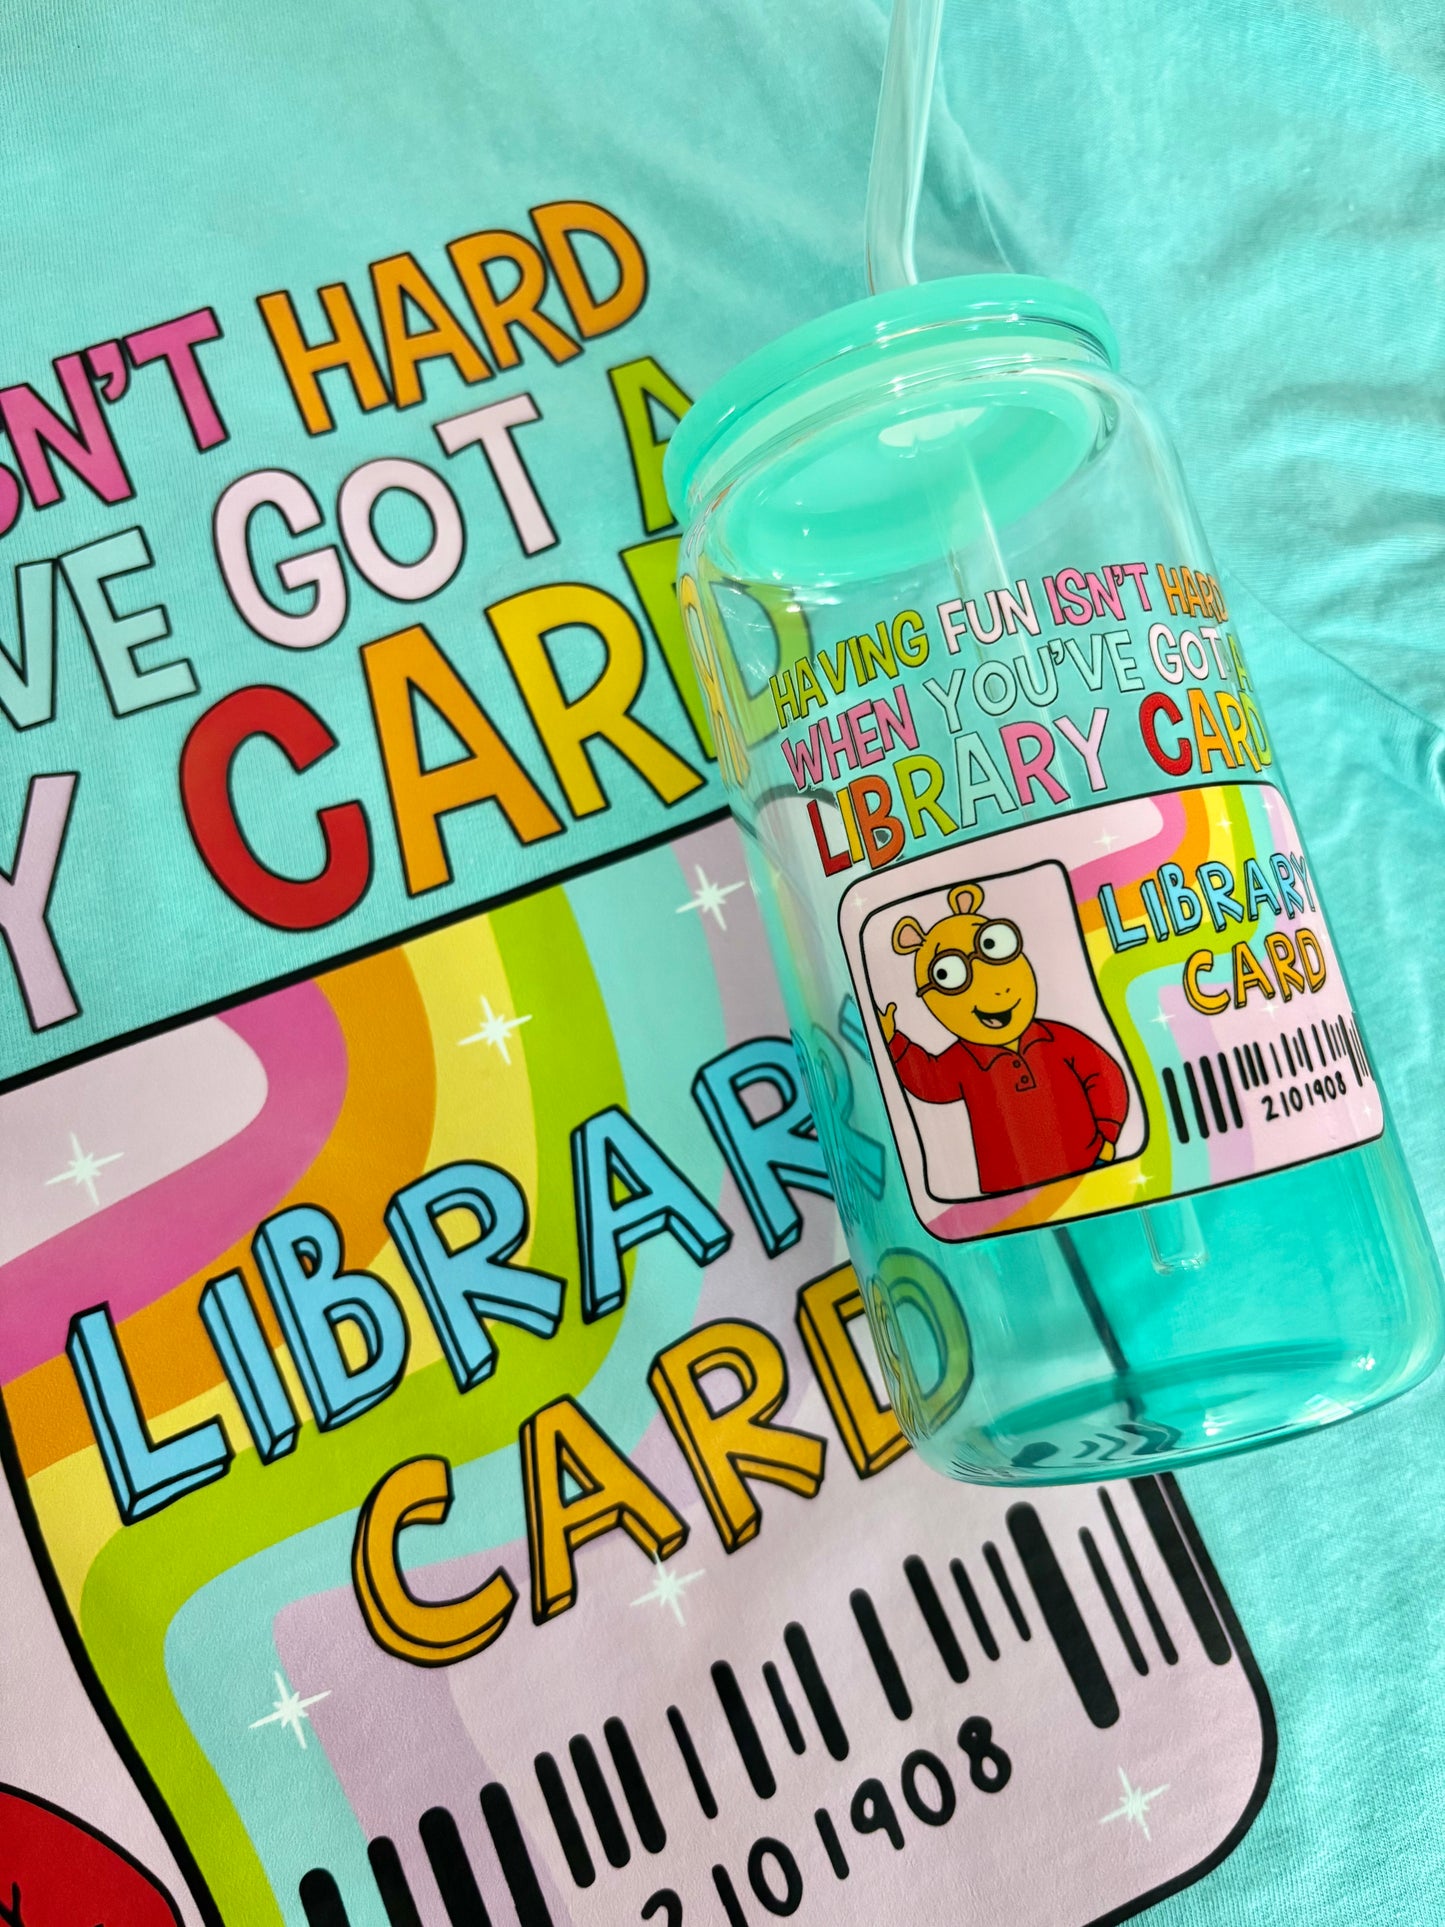 ISN'T HARD
'VE GOT A
Y CARD
LIBRARY
CARD
2101908
HAVING FUN ISN'T HARD
WHEN YOU'VE GOT A
LIBRARY CARD
LIBRARY
CARD
2101908